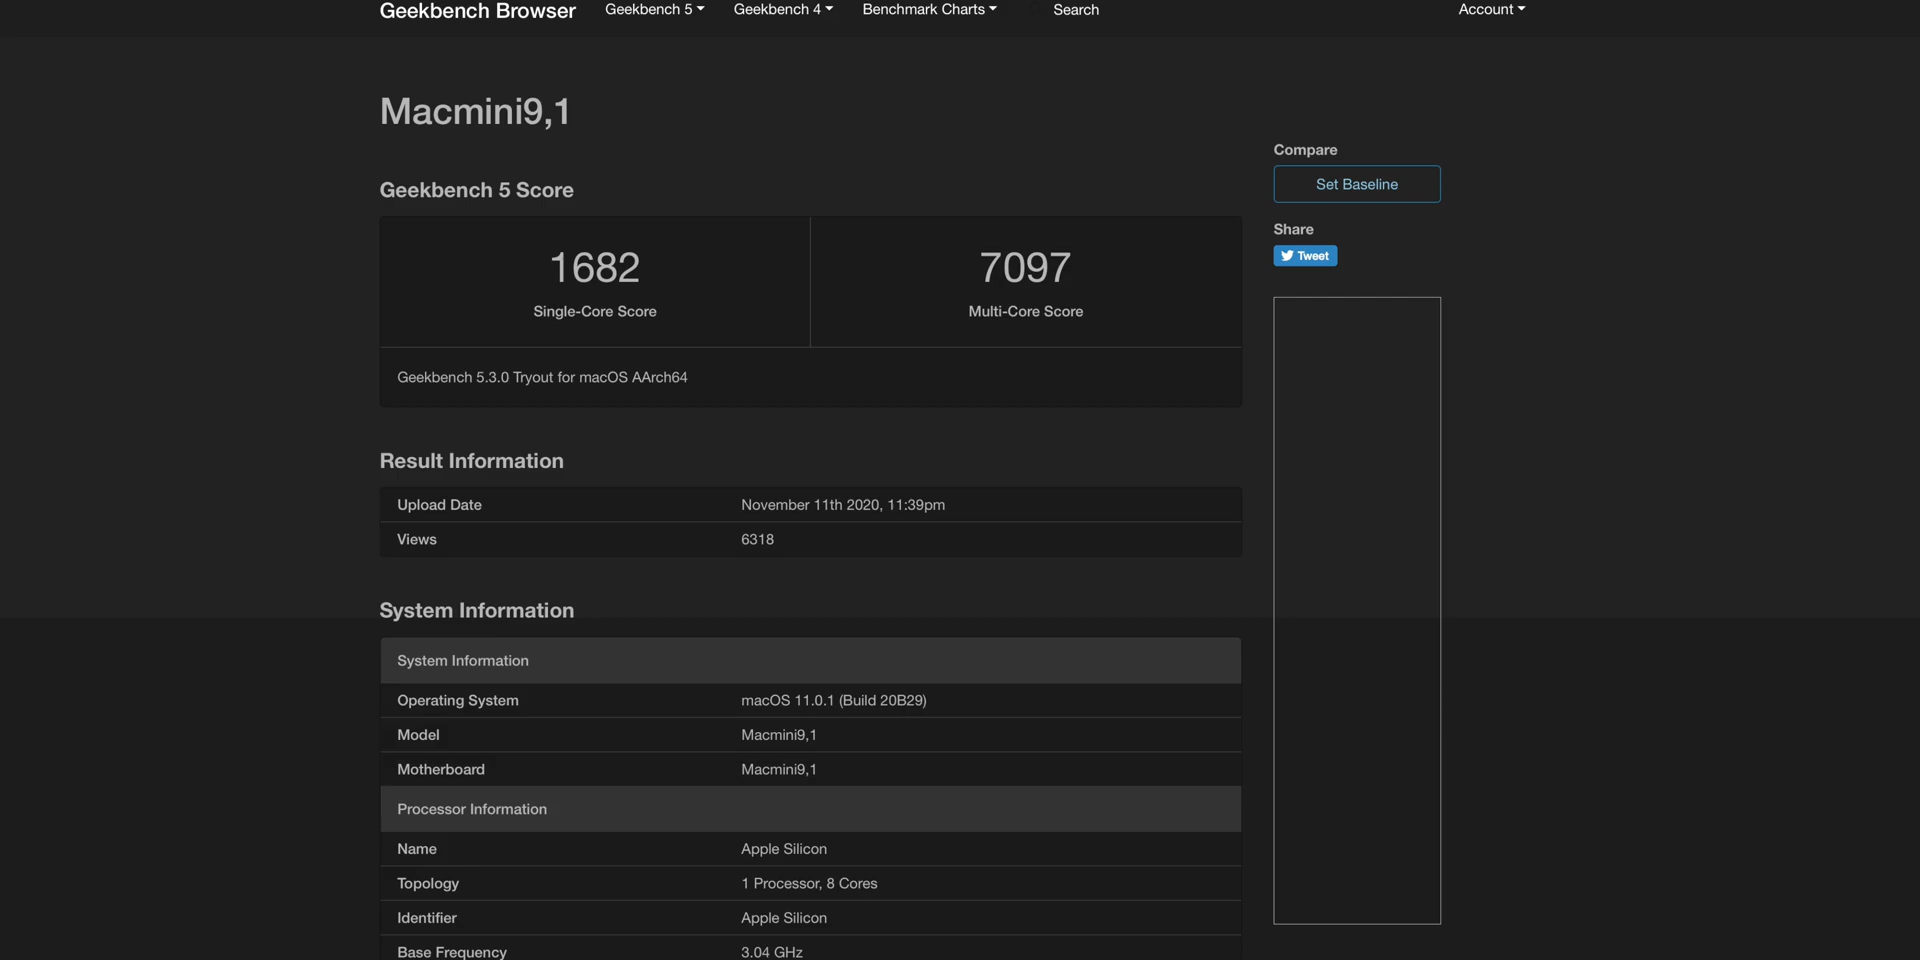 Geekbench Browser Geekbench 5 Geekbench 4 Benchmark Charts Search Account
Macmini9,1
Geekbench 5 Score
1682 7097
Single-Core Score Multi-Core Score
Geekbench 5.3.0 Tryout for macOS AArch64
Compare
Set Baseline
Share
Tweet
Result Information
Upload Date November 11th 2020, 11:39pm
Views 6318
System Information
System Information
Operating System macOS 11.0.1 (Build 20B29)
Model Macmini9,1
Motherboard Macmini9,1
Processor Information
Name Apple Silicon
Topology 1 Processor, 8 Cores
Identifier Apple Silicon
Base Frequency 3.04 GHz